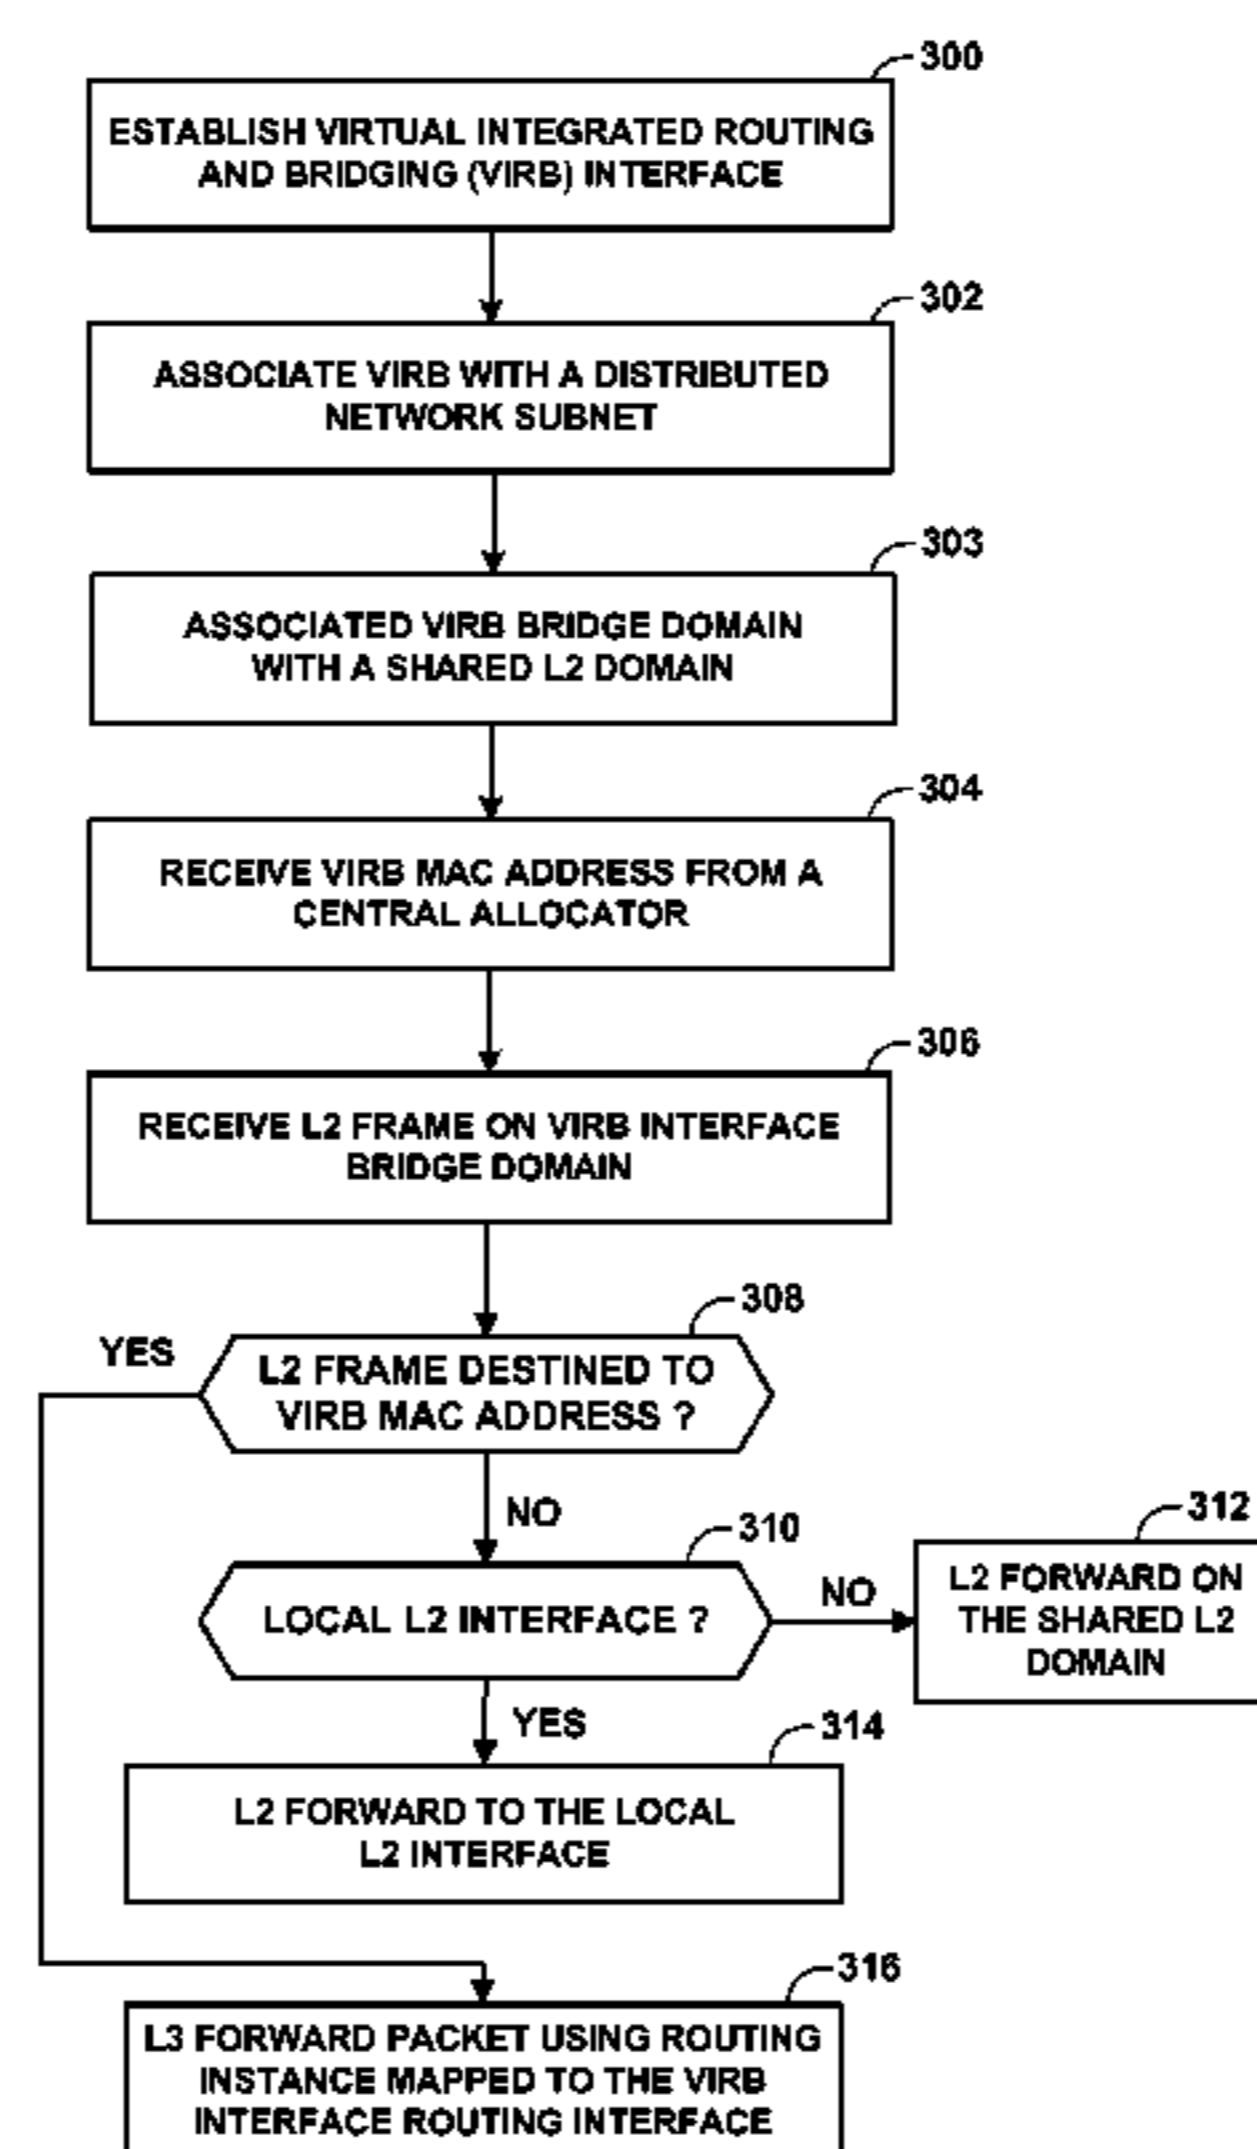 300
ESTABLISH VIRTUAL INTEGRATED ROUTING
AND BRIDGING (VIRB) INTERFACE
302
ASSOCIATE VIRB WITH A DISTRIBUTED
NETWORK SUBNET
303
ASSOCIATED VIRB BRIDGE DOMAIN
WITH A SHARED L2 DOMAIN
304
RECEIVE VIRB MAC ADDRESS FROM A
CENTRAL ALLOCATOR
306
RECEIVE L2 FRAME ON VIRB INTERFACE
BRIDGE DOMAIN
308
YES
L2 FRAME DESTINED TO
VIRB MAC ADDRESS ?
NO
310
LOCAL L2 INTERFACE ?
NO
312
L2 FORWARD ON
THE SHARED L2
DOMAIN
YES
314
L2 FORWARD TO THE LOCAL
L2 INTERFACE
316
L3 FORWARD PACKET USING ROUTING
INSTANCE MAPPED TO THE VIRB
INTERFACE ROUTING INTERFACE